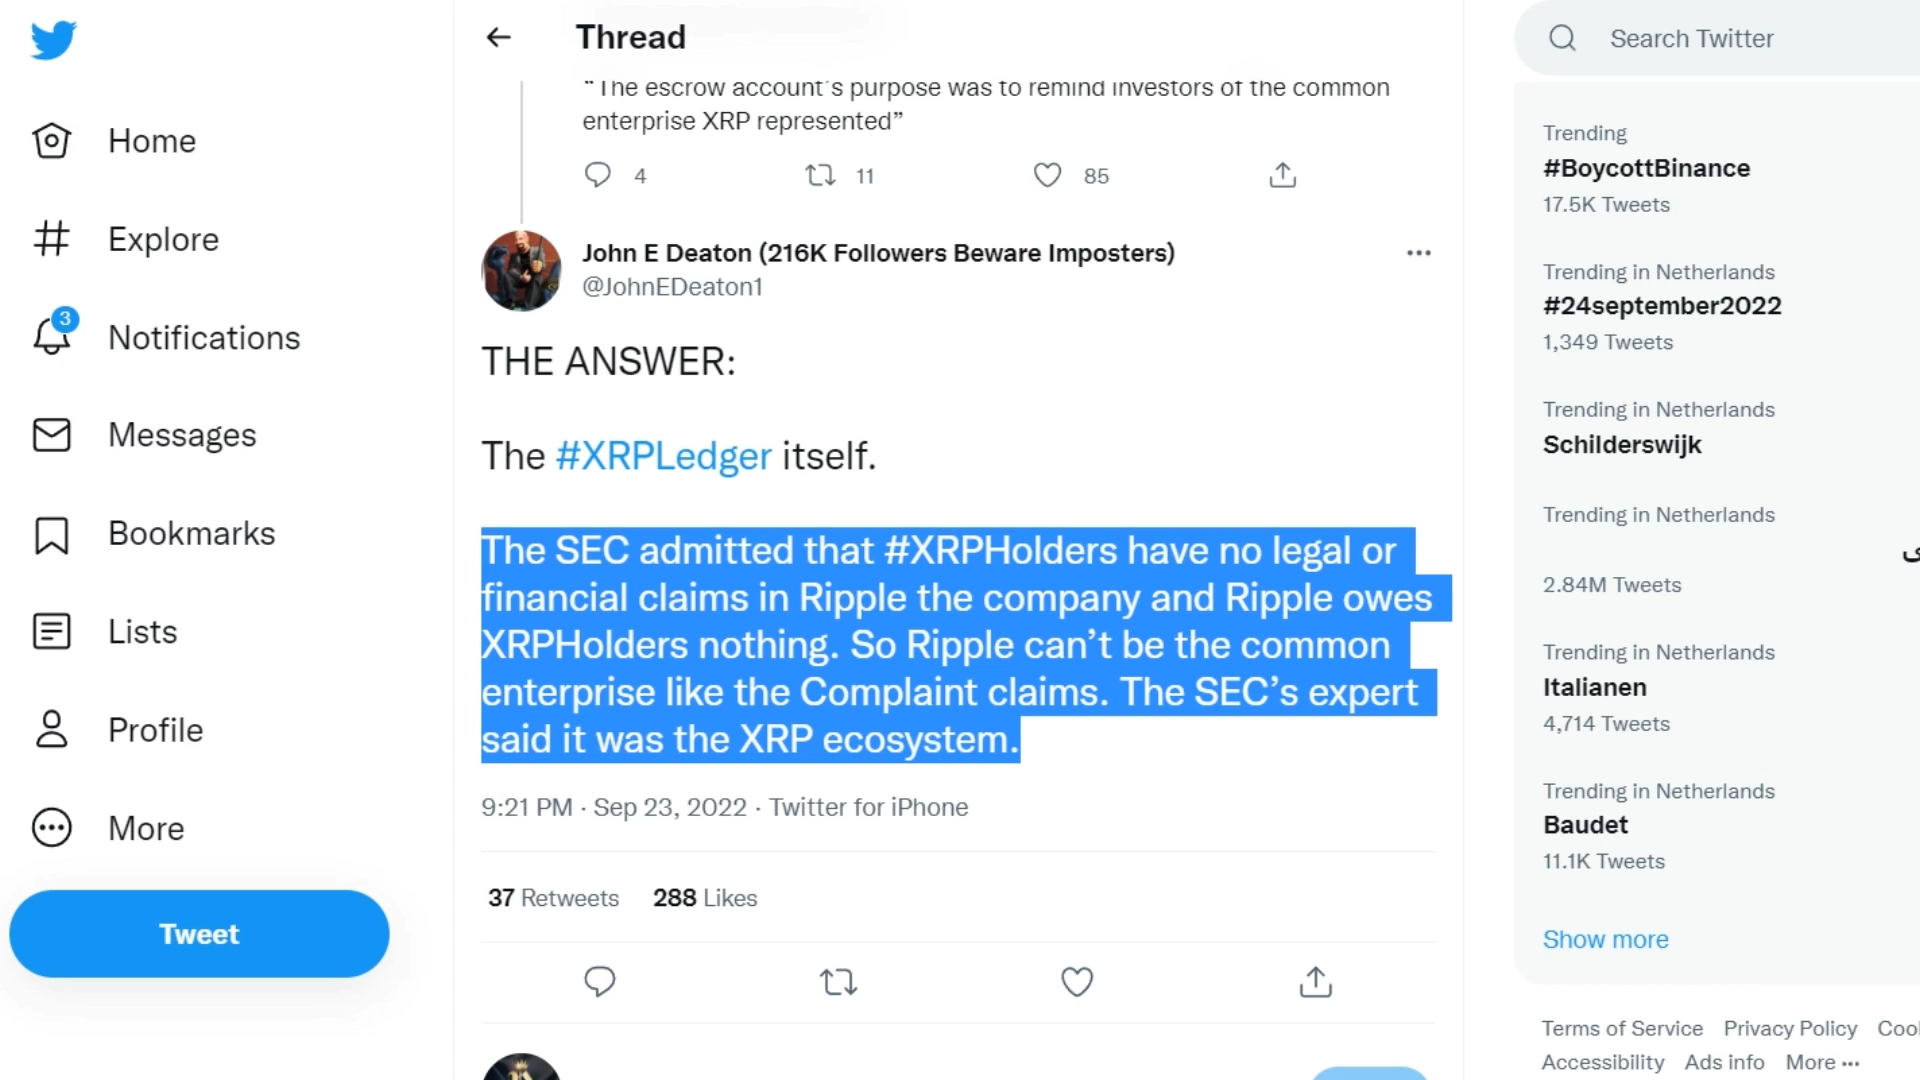 Home
Explore
3
Notifications
Messages
Bookmarks
Lists
Profile
More
Tweet
Thread
“The escrow account’s purpose was to remind investors of the common
enterprise XRP represented”
4 11 85
John E Deaton (216K Followers Beware Imposters)
@JohnEDeaton1
THE ANSWER:
The #XRPLedger itself.
The SEC admitted that #XRPHolders have no legal or
financial claims in Ripple the company and Ripple owes
XRPHolders nothing. So Ripple can’t be the common
enterprise like the Complaint claims. The SEC’s expert
said it was the XRP ecosystem.
9:21 PM · Sep 23, 2022 · Twitter for iPhone
37 Retweets 288 Likes
Search Twitter
Trending
#BoycottBinance
17.5K Tweets
Trending in Netherlands
#24september2022
1,349 Tweets
Trending in Netherlands
Schilderswijk
Trending in Netherlands
2.84M Tweets
Trending in Netherlands
Italianen
4,714 Tweets
Trending in Netherlands
Baudet
11.1K Tweets
Show more
Terms of Service Privacy Policy
Accessibility Ads info More ···